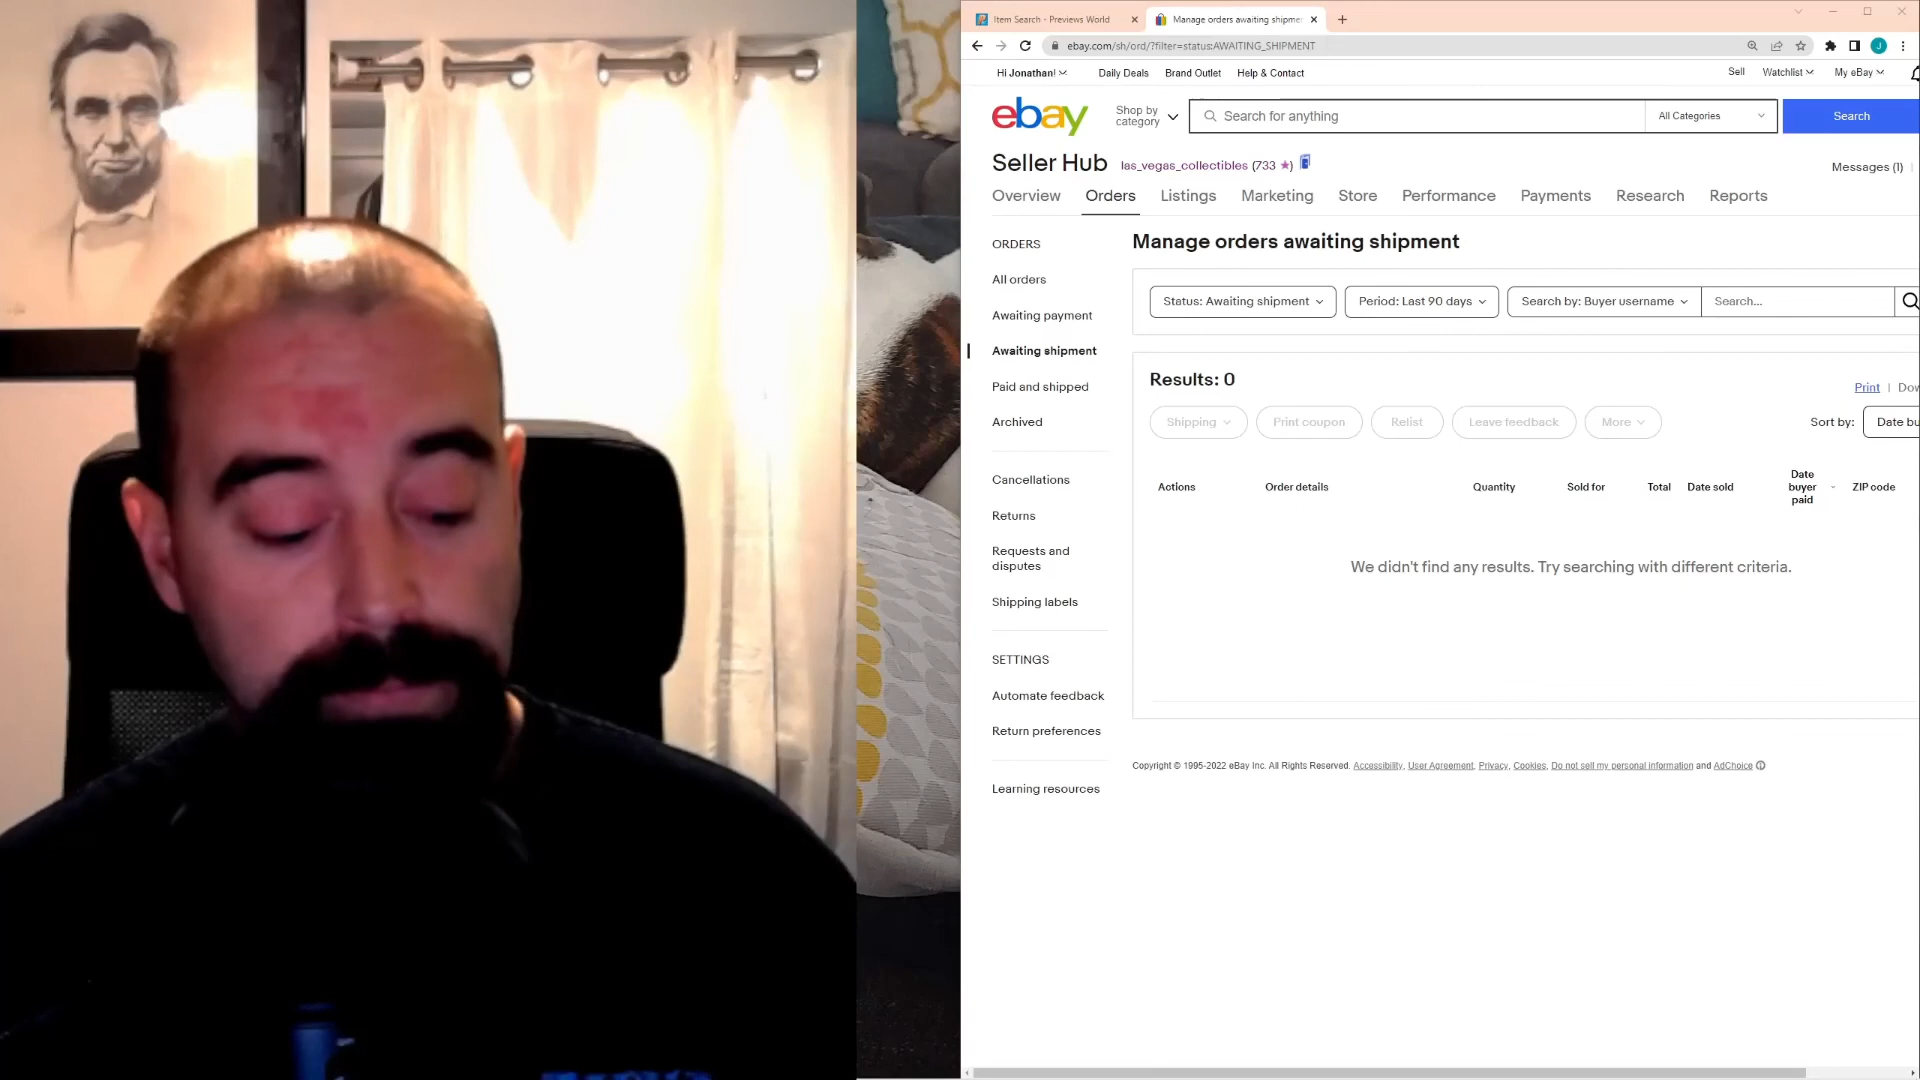 Item Search - Previews World
Manage orders awaiting shipme
ebay.com/sh/ord/?filter=status:AWAITING_SHIPMENT
J
Hi Jonathan!
Daily Deals
Brand Outlet
Help & Contact
Sell
Watchlist
My eBay
ebay
Shop by
category
Search for anything
All Categories
Search
Seller Hub
las_vegas_collectibles (733 ★)
Messages (1)
Overview
Orders
Listings
Marketing
Store
Performance
Payments
Research
Reports
ORDERS
All orders
Awaiting payment
Awaiting shipment
Paid and shipped
Archived
Cancellations
Returns
Requests and
disputes
Shipping labels
SETTINGS
Automate feedback
Return preferences
Learning resources
Manage orders awaiting shipment
Status: Awaiting shipment
Period: Last 90 days
Search by: Buyer username
Search...
Results: 0
Print | Dow
Shipping
Print coupon
Relist
Leave feedback
More
Sort by:
Date bu
Actions
Order details
Quantity
Sold for
Total
Date sold
Date
buyer
paid
ZIP code
We didn't find any results. Try searching with different criteria.
Copyright © 1995-2022 eBay Inc. All Rights Reserved. Accessibility, User Agreement, Privacy, Cookies, Do not sell my personal information and AdChoice